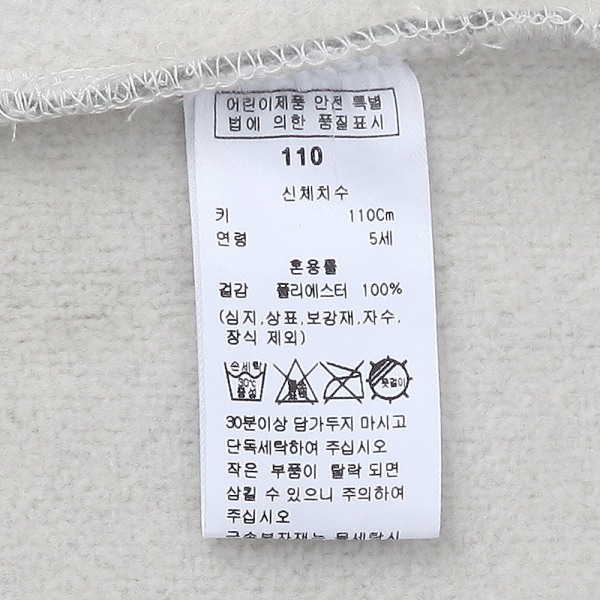 어린이제품 안전 특별
법에 의한 품질표시
110
신체치수
키 110Cm
연령 5세
혼용률
겉감 폴리에스터 100%
(심지,상표,보강재,자수,
장식 제외)
손세탁
30℃
중성
옷걸이
30분이상 담가두지 마시고
단독세탁하여 주십시오
작은 부품이 탈락 되면
삼킬 수 있으니 주의하여
주십시오